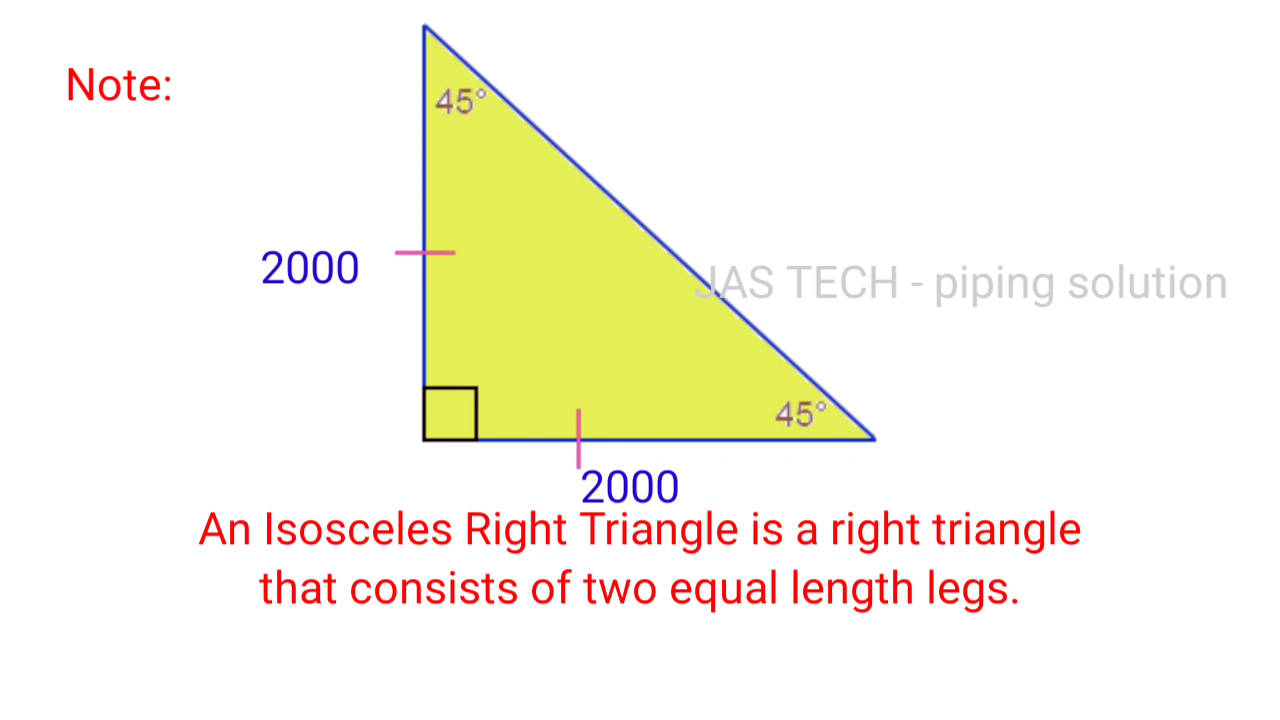 Note:
45°
2000
JAS TECH - piping solution
45°
2000
An Isosceles Right Triangle is a right triangle
that consists of two equal length legs.